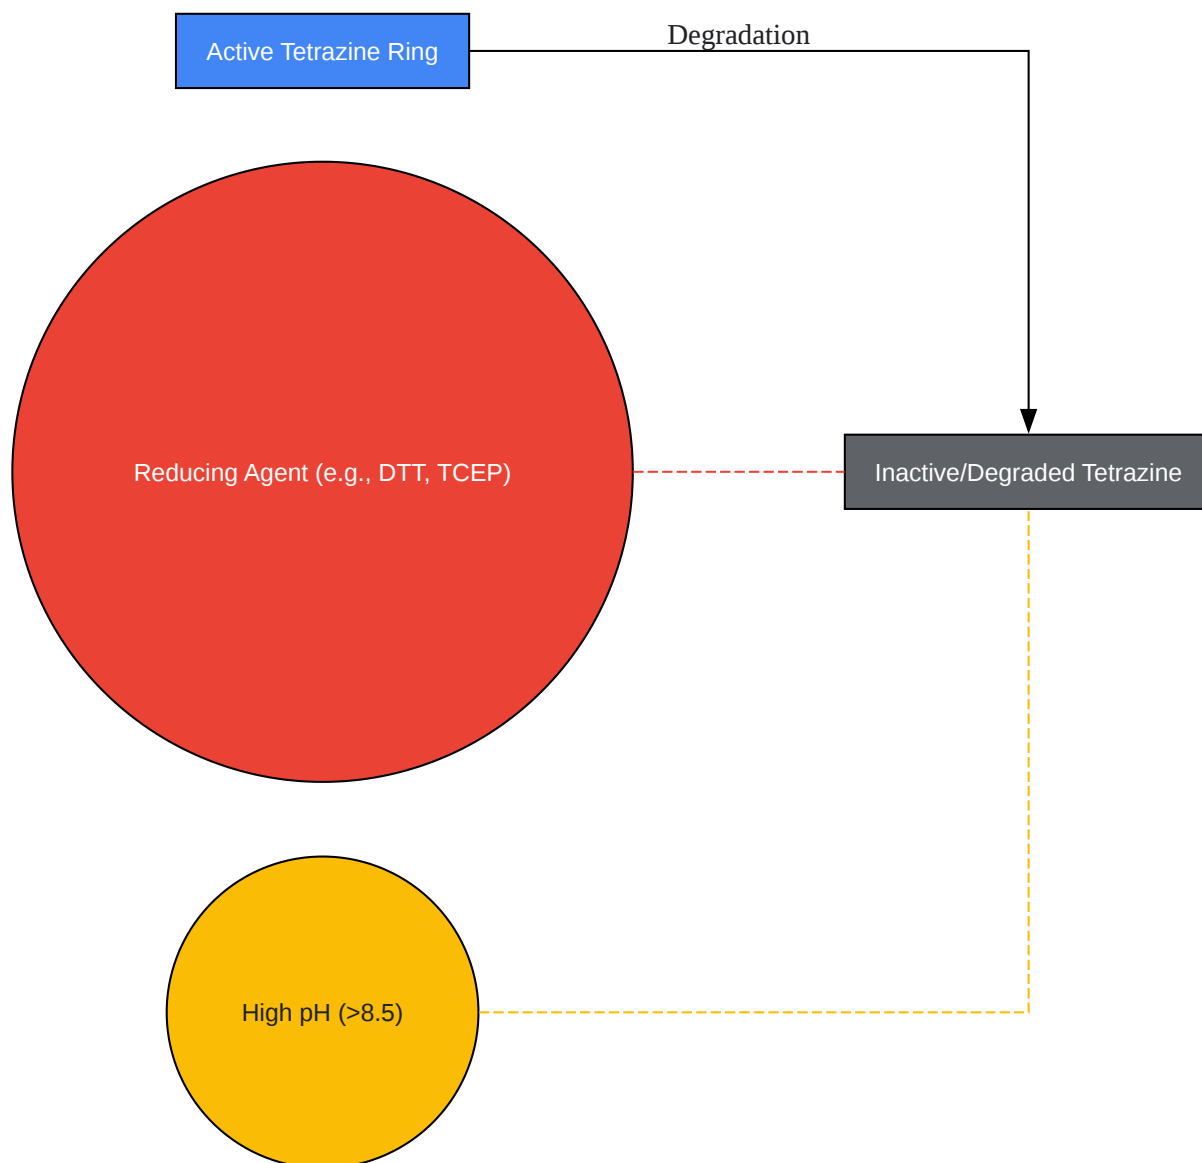 Active Tetrazine Ring
Degradation
Reducing Agent (e.g., DTT, TCEP)
Inactive/Degraded Tetrazine
High pH (>8.5)